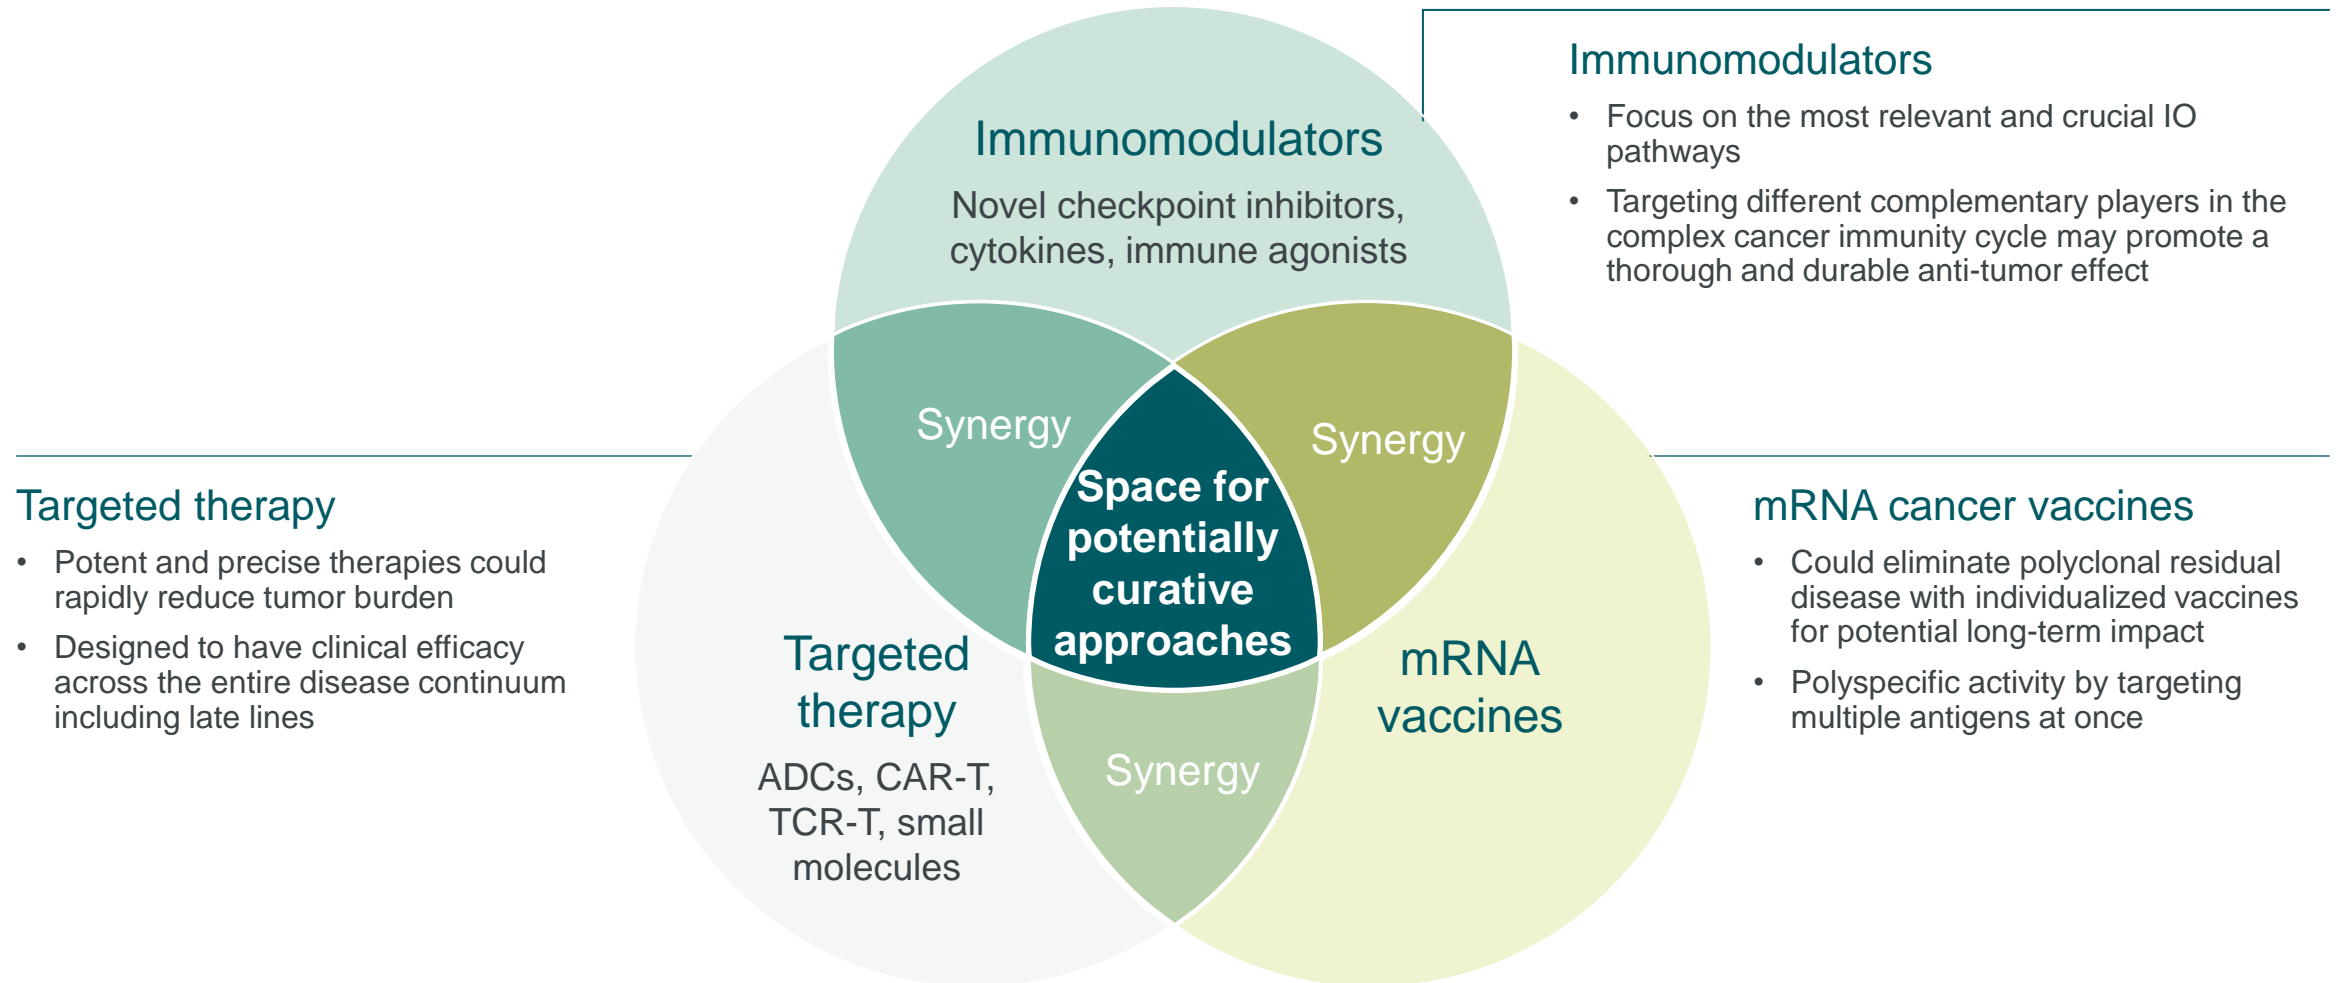 Immunomodulators
Novel checkpoint inhibitors,
cytokines, immune agonists
Immunomodulators
• Focus on the most relevant and crucial IO
pathways
• Targeting different complementary players in the
complex cancer immunity cycle may promote a
thorough and durable anti-tumor effect
Synergy
Synergy
Space for
potentially
curative
approaches
Targeted therapy
• Potent and precise therapies could
rapidly reduce tumor burden
• Designed to have clinical efficacy
across the entire disease continuum
including late lines
Targeted
therapy
ADCs, CAR-T,
TCR-T, small
molecules
Synergy
mRNA
vaccines
mRNA cancer vaccines
• Could eliminate polyclonal residual
disease with individualized vaccines
for potential long-term impact
• Polyspecific activity by targeting
multiple antigens at once